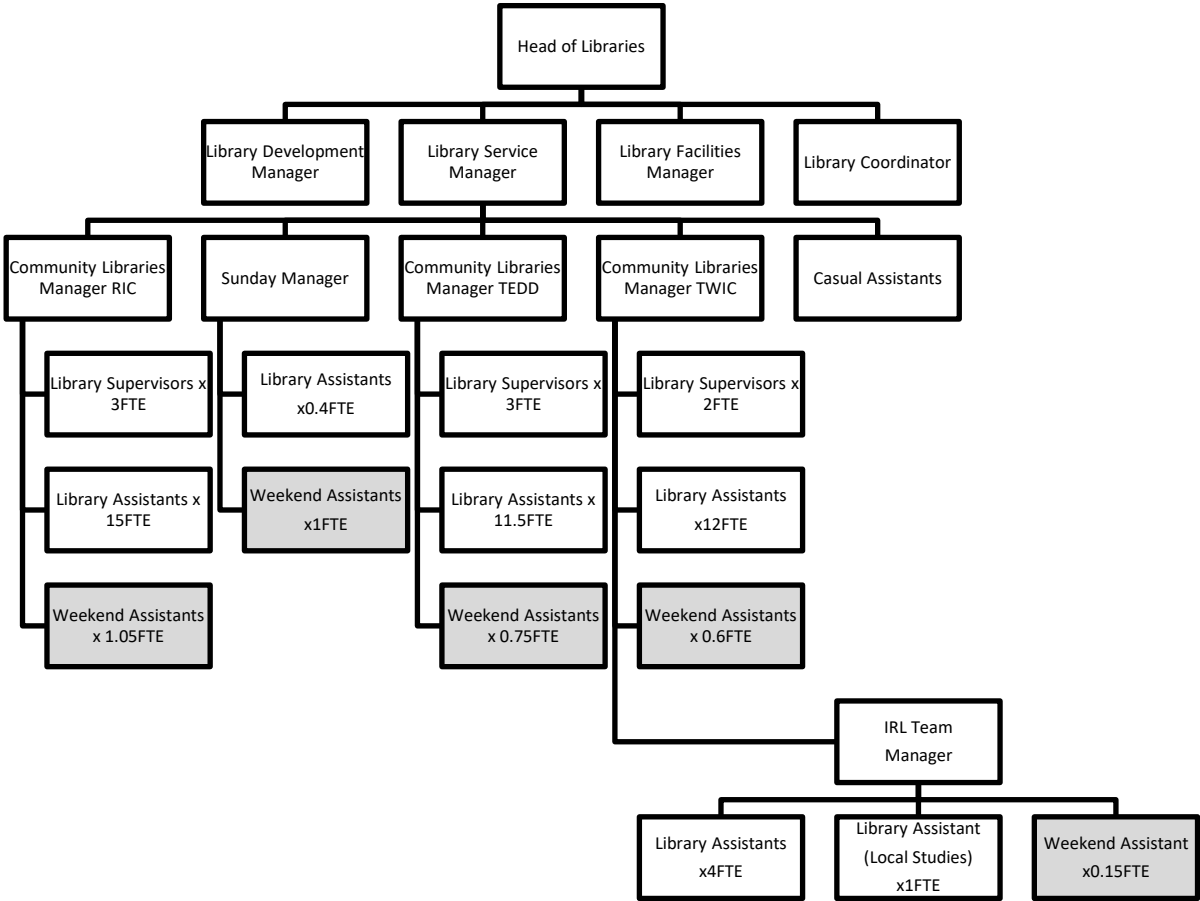 Head of Libraries
Library Development
Manager
Library Service
Manager
Library Facilities
Manager
Library Coordinator
Community Libraries
Manager RIC
Sunday Manager
Community Libraries
Manager TEDD
Community Libraries
Manager TWIC
Casual Assistants
Library Supervisors x
3FTE
Library Assistants
x0.4FTE
Library Supervisors x
3FTE
Library Supervisors x
2FTE
Library Assistants x
15FTE
Weekend Assistants
x1FTE
Library Assistants x
11.5FTE
Library Assistants
x12FTE
Weekend Assistants
x 1.05FTE
Weekend Assistants
x 0.75FTE
Weekend Assistants
x 0.6FTE
IRL Team
Manager
Library Assistants
x4FTE
Library Assistant
(Local Studies)
x1FTE
Weekend Assistant
x0.15FTE